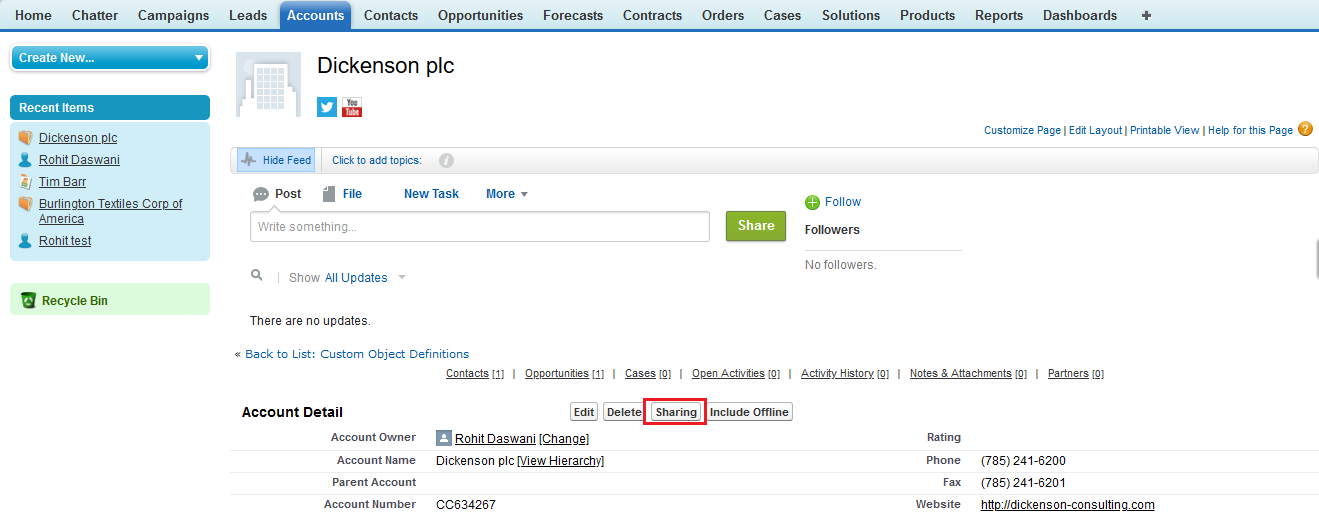 Home Chatter Campaigns Leads Accounts Contacts Opportunities Forecasts Contracts Orders Cases Solutions Products Reports Dashboards +
Create New...
Recent Items
Dickenson plc
Rohit Daswani
Tim Barr
Burlington Textiles Corp of
America
Rohit test
Recycle Bin
Dickenson plc
You
Tube
Customize Page | Edit Layout | Printable View | Help for this Page ?
Hide Feed Click to add topics: i
Post File New Task More
Write something... Share
Follow
Followers
No followers.
Show All Updates
There are no updates.
« Back to List: Custom Object Definitions
Contacts [1] | Opportunities [1] | Cases [0] | Open Activities [0] | Activity History [0] | Notes & Attachments [0] | Partners [0]
Account Detail Edit Delete Sharing Include Offline
Account Owner Rohit Daswani [Change] Rating
Account Name Dickenson plc [View Hierarchy] Phone (785) 241-6200
Parent Account Fax (785) 241-6201
Account Number CC634267 Website http://dickenson-consulting.com